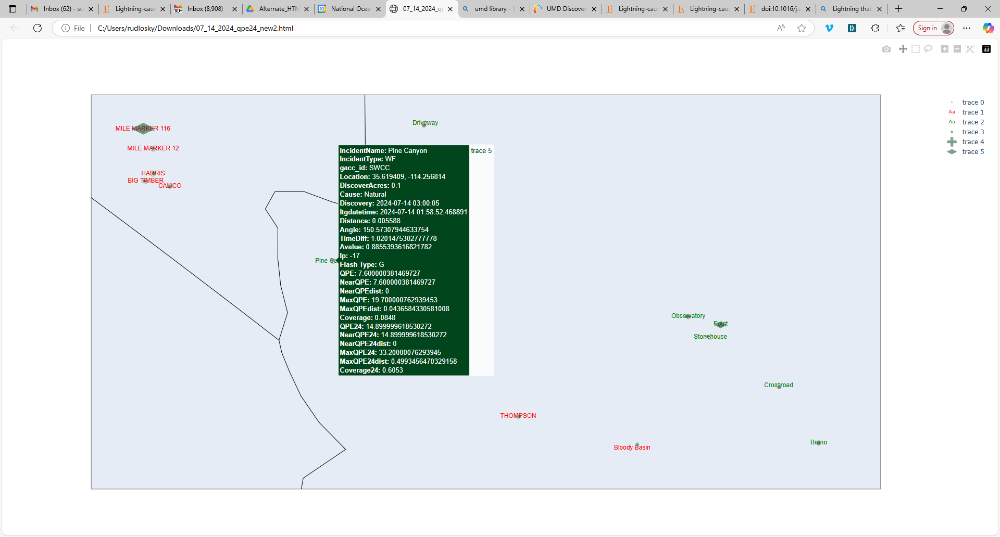 Inbox (62) - sc
Lightning-caus
Inbox (8,908) -
Alternate_HTM
National Ocea
07_14_2024_qp
umd library - S
UMD Discover
Lightning-caus
Lightning-caus
doi:10.1016/j.a
Lightning that
File
C:/Users/rudlosky/Downloads/07_14_2024_qpe24_new2.html
Sign in
trace 0
Aa trace 1
Aa trace 2
trace 3
trace 4
trace 5
MILE MARKER 116
MILE MARKER 12
HARRIS
BIG TIMBER
CALICO
Driveway
Pine
IncidentName: Pine Canyon
IncidentType: WF
gacc_id: SWCC
Location: 35.619409, -114.256814
DiscoverAcres: 0.1
Cause: Natural
Discovery: 2024-07-14 03:00:05
ltgdatetime: 2024-07-14 01:58:52.468891
Distance: 0.005588
Angle: 150.57307944633754
TimeDiff: 1.0201475302777778
Avalue: 0.8855393616821782
Ip: -17
Flash Type: G
QPE: 7.600000381469727
NearQPE: 7.600000381469727
NearQPEdist: 0
MaxQPE: 19.700000762939453
MaxQPEdist: 0.0436584330581008
Coverage: 0.0848
QPE24: 14.899999618530272
NearQPE24: 14.899999618530272
NearQPE24dist: 0
MaxQPE24: 33.20000076293945
MaxQPE24dist: 0.4993456470329158
Coverage24: 0.6053
trace 5
Observatory
Point
Stonehouse
Crossroad
THOMPSON
Bloody Basin
Bruno